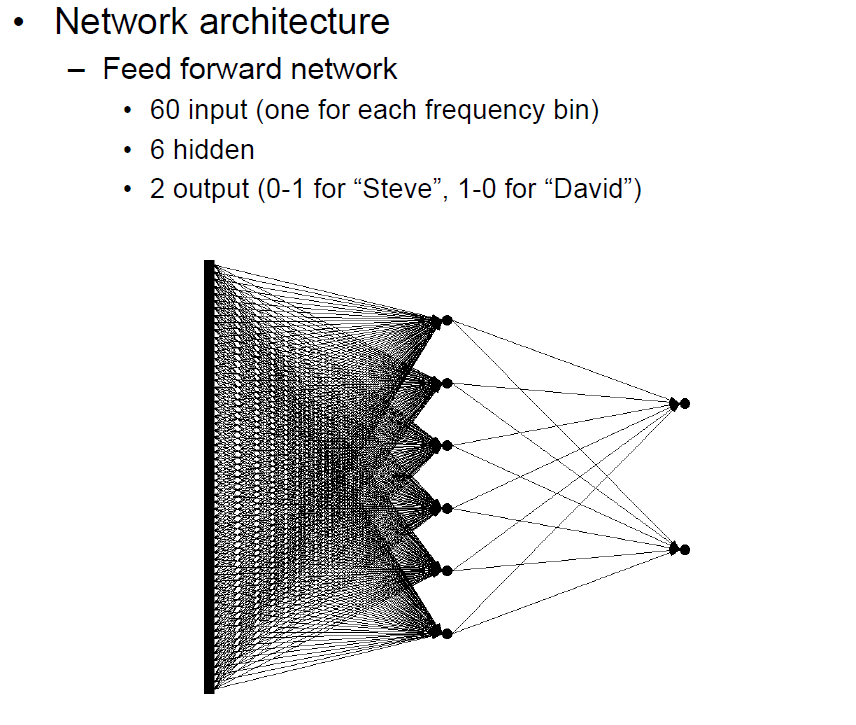 • Network architecture
– Feed forward network
• 60 input (one for each frequency bin)
• 6 hidden
• 2 output (0-1 for “Steve”, 1-0 for “David”)